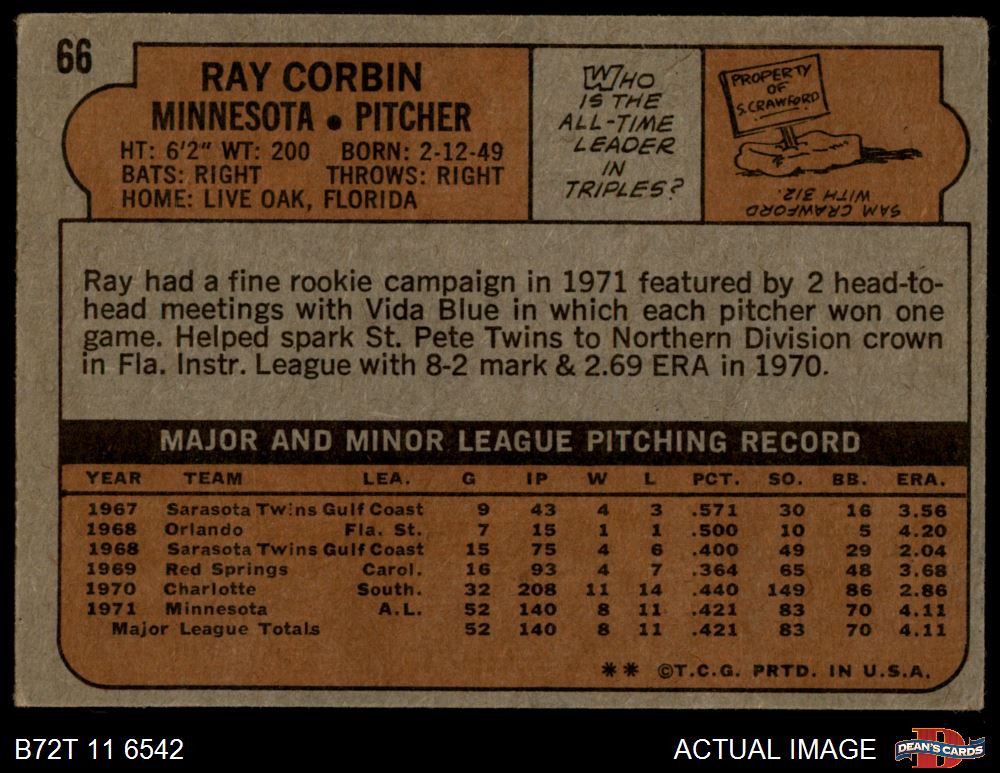 66
RAY CORBIN
MINNESOTA • PITCHER
HT: 6'2" WT: 200 BORN: 2-12-49
BATS: RIGHT THROWS: RIGHT
HOME: LIVE OAK, FLORIDA
WHO
IS THE
ALL-TIME
LEADER
IN
TRIPLES?
PROPERTY
OF
S. CRAWFORD
SAM CRAWFORD
WITH 312.
Ray had a fine rookie campaign in 1971 featured by 2 head-to-
head meetings with Vida Blue in which each pitcher won one
game. Helped spark St. Pete Twins to Northern Division crown
in Fla. Instr. League with 8-2 mark & 2.69 ERA in 1970.
MAJOR AND MINOR LEAGUE PITCHING RECORD
YEAR TEAM LEA. G IP W L PCT. SO. BB. ERA.
1967 Sarasota Twins Gulf Coast 9 43 4 3 .571 30 16 3.56
1968 Orlando Fla. St. 7 15 1 1 .500 10 5 4.20
1968 Sarasota Twins Gulf Coast 15 75 4 6 .400 49 29 2.04
1969 Red Springs Carol. 16 93 4 7 .364 65 48 3.68
1970 Charlotte South. 32 208 11 14 .440 149 86 2.86
1971 Minnesota A.L. 52 140 8 11 .421 83 70 4.11
Major League Totals 52 140 8 11 .421 83 70 4.11
** ©T.C.G. PRTD. IN U.S.A.
B72T 11 6542
ACTUAL IMAGE
D
DEAN'S CARDS